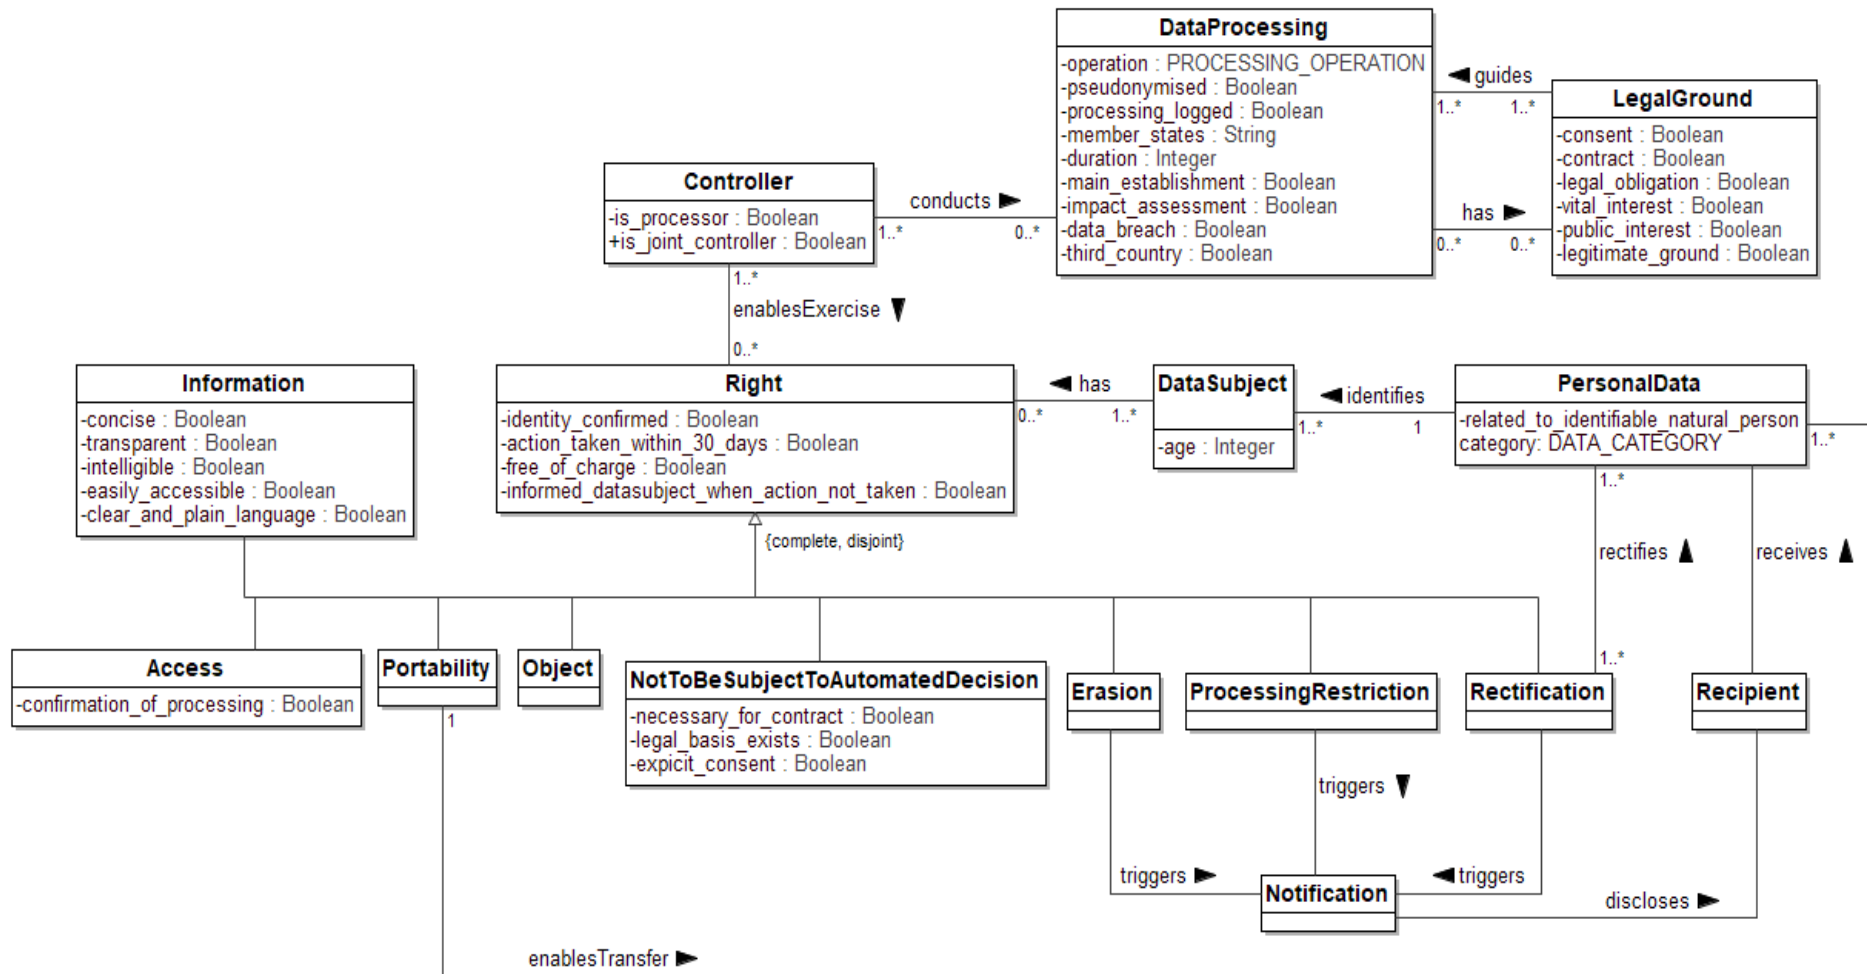 DataProcessing
-operation : PROCESSING_OPERATION
-pseudonymised : Boolean
-processing_logged : Boolean
-member_states : String
-duration : Integer
-main_establishment : Boolean
-impact_assessment : Boolean
-data_breach : Boolean
-third_country : Boolean
guides
1..*
1..*
has
0..*
0..*
LegalGround
-consent : Boolean
-contract : Boolean
-legal_obligation : Boolean
-vital_interest : Boolean
-public_interest : Boolean
-legitimate_ground : Boolean
Controller
-is_processor : Boolean
+is_joint_controller : Boolean
conducts
1..*
0..*
1..*
enablesExercise
0..*
Information
-concise : Boolean
-transparent : Boolean
-intelligible : Boolean
-easily_accessible : Boolean
-clear_and_plain_language : Boolean
Right
-identity_confirmed : Boolean
-action_taken_within_30_days : Boolean
-free_of_charge : Boolean
-informed_datasubject_when_action_not_taken : Boolean
has
0..*
1..*
DataSubject
-age : Integer
identifies
1..*
1
PersonalData
-related_to_identifiable_natural_person
category: DATA_CATEGORY
1..*
1..*
{complete, disjoint}
rectifies
receives
1..*
Access
-confirmation_of_processing : Boolean
Portability
1
Object
NotToBeSubjectToAutomatedDecision
-necessary_for_contract : Boolean
-legal_basis_exists : Boolean
-expicit_consent : Boolean
Erasion
ProcessingRestriction
Rectification
Recipient
triggers
triggers
triggers
Notification
discloses
enablesTransfer